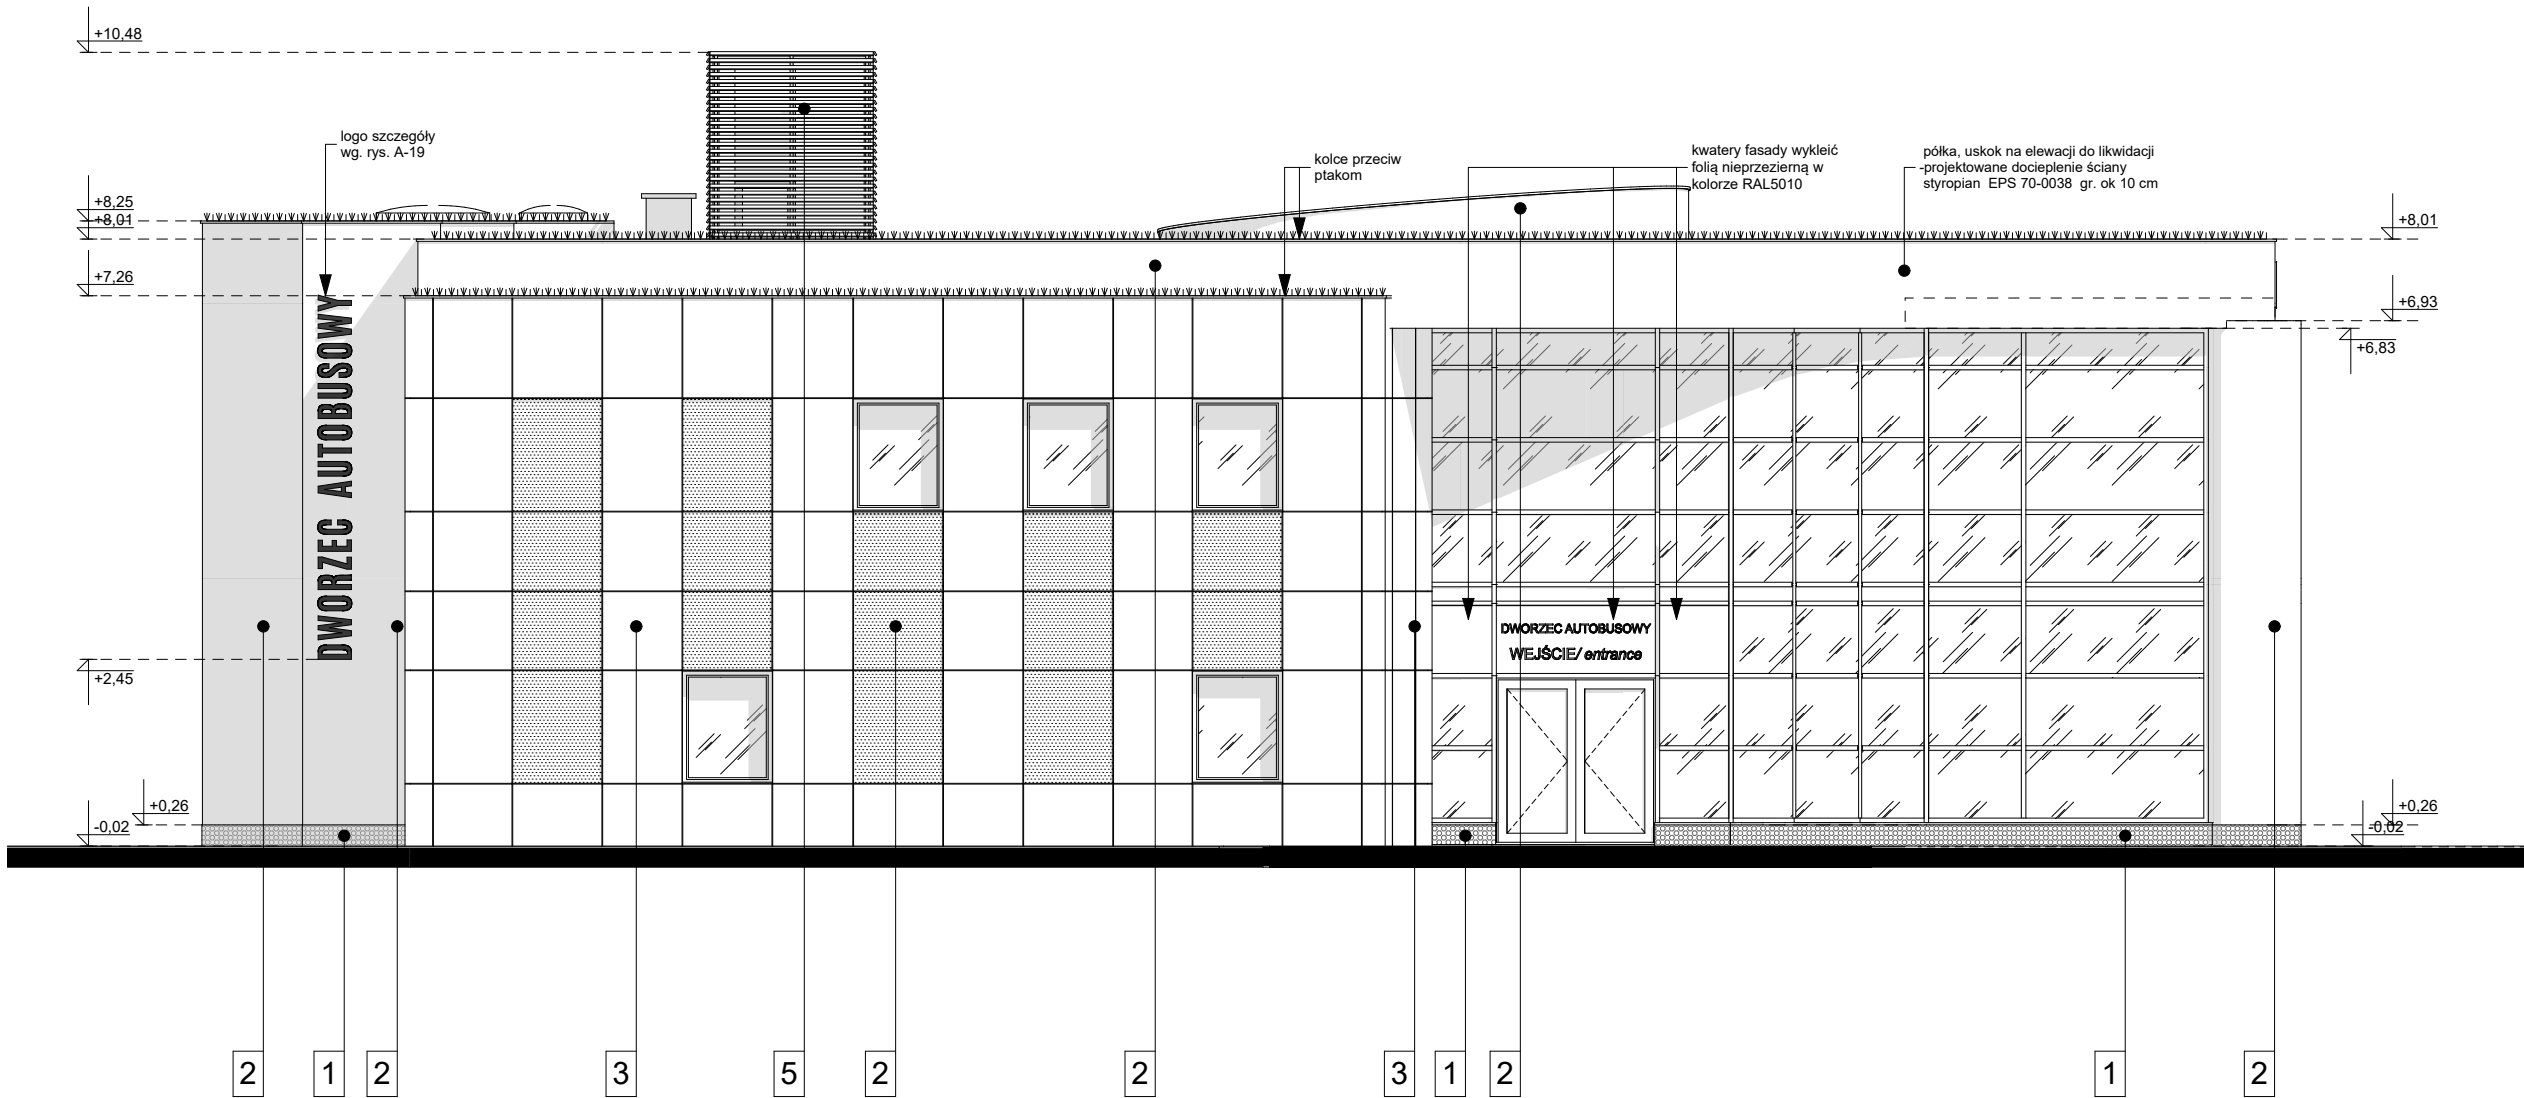 +10,48
logo szczegóły
wg. rys. A-19
kolce przeciw
ptakom
kwatery fasady wykleić
folią nieprzezierną w
kolorze RAL5010
półka, uskok na elewacji do likwidacji
-projektowane docieplenie ściany
styropian EPS 70-0038 gr. ok 10 cm
+8,25
+8,01
+8,01
+7,26
+6,93
+6,83
DWORZEC AUTOBUSOWY
DWORZEC AUTOBUSOWY
WEJŚCIE/ entrance
+2,45
+0,26
-0,02
+0,26
-0,02
2 1 2 3 5 2 2 3 1 2 1 2